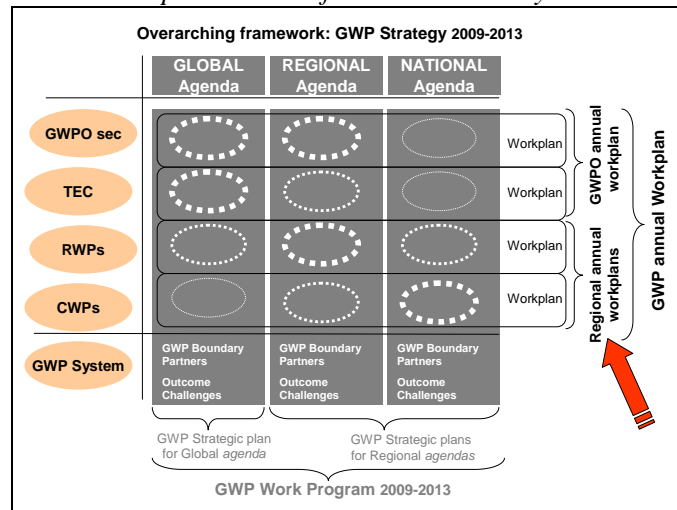 Overarching framework: GWP Strategy 2009-2013
GLOBAL
Agenda
REGIONAL
Agenda
NATIONAL
Agenda
GWPO sec
Workplan
TEC
Workplan
RWPs
Workplan
CWPs
Workplan
GWPO annual
workplan
Regional annual
workplans
GWP annual Workplan
GWP System
GWP Boundary
Partners
Outcome
Challenges
GWP Boundary
Partners
Outcome
Challenges
GWP Boundary
Partners
Outcome
Challenges
GWP Strategic plan
for Global agenda
GWP Strategic plans
for Regional agendas
GWP Work Program 2009-2013